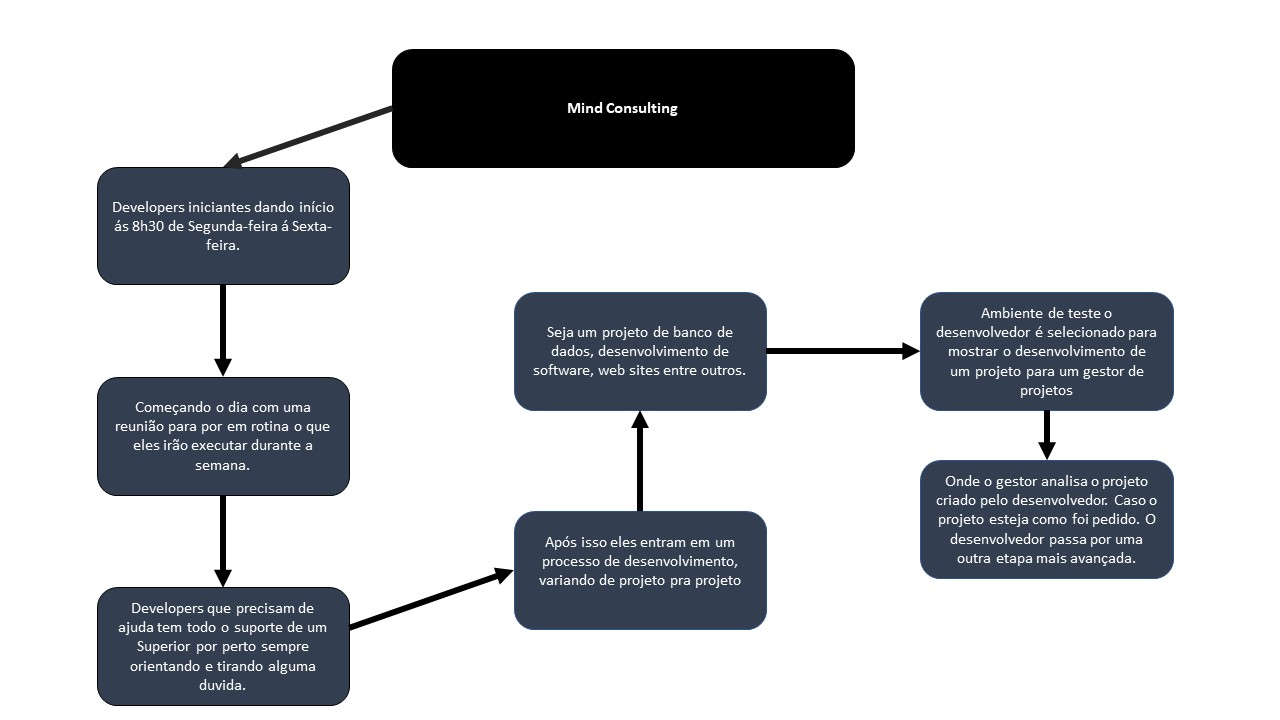 Mind Consulting
Developers iniciantes dando início
ás 8h30 de Segunda-feira á Sexta-
feira.
Começando o dia com uma
reunião para por em rotina o que
eles irão executar durante a
semana.
Developers que precisam de
ajuda tem todo o suporte de um
Superior por perto sempre
orientando e tirando alguma
duvida.
Após isso eles entram em um
processo de desenvolvimento,
variando de projeto pra projeto
Seja um projeto de banco de
dados, desenvolvimento de
software, web sites entre outros.
Ambiente de teste o
desenvolvedor é selecionado para
mostrar o desenvolvimento de
um projeto para um gestor de
projetos
Onde o gestor analisa o projeto
criado pelo desenvolvedor. Caso o
projeto esteja como foi pedido. O
desenvolvedor passa por uma
outra etapa mais avançada.